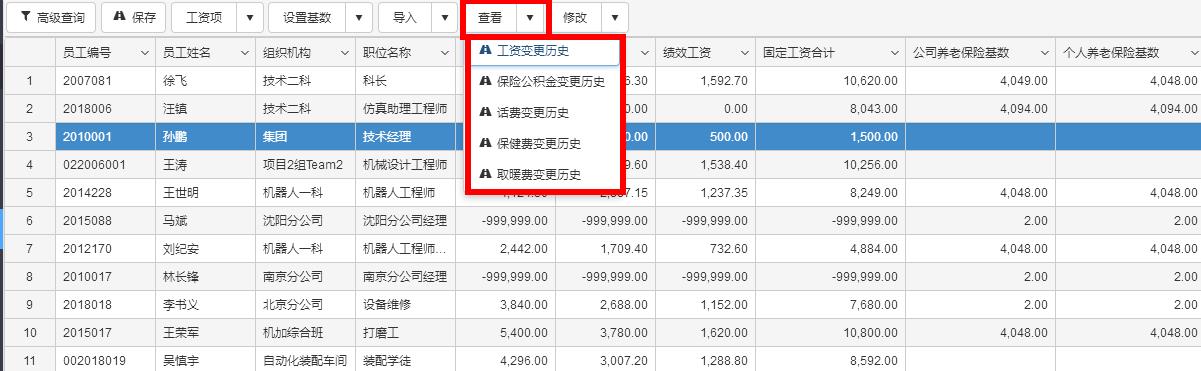 高级查询 保存 工资项 设置基数 导入 查看 修改
员工编号 员工姓名 组织机构 职位名称 绩效工资 固定工资合计 公司养老保险基数 个人养老保险基数
工资变更历史
保险公积金变更历史
话费变更历史
保健费变更历史
取暖费变更历史
1 2007081 徐飞 技术二科 科长 6.30 1,592.70 10,620.00 4,049.00 4,048.00
2 2018006 汪镇 技术二科 仿真助理工程师 0.00 0.00 8,043.00 4,094.00 4,094.00
3 2010001 孙鹏 集团 技术经理 0.00 500.00 1,500.00
4 022006001 王涛 项目2组Team2 机械设计工程师 9.60 1,538.40 10,256.00
5 2014228 王世明 机器人一科 机器人工程师 7.15 1,237.35 8,249.00 4,048.00 4,048.00
6 2015088 马斌 沈阳分公司 沈阳分公司经理 -999,999.00 -999,999.00 -999,999.00 -999,999.00 2.00 2.00
7 2012170 刘纪安 机器人一科 机器人工程师... 2,442.00 1,709.40 732.60 4,884.00 4,048.00 4,048.00
8 2010017 林长锋 南京分公司 南京分公司经理 -999,999.00 -999,999.00 -999,999.00 -999,999.00 2.00 2.00
9 2018018 李书义 北京分公司 设备维修 3,840.00 2,688.00 1,152.00 7,680.00 2.00 2.00
10 2015017 王荣军 机加综合班 打磨工 5,400.00 3,780.00 1,620.00 10,800.00 4,048.00 4,048.00
11 002018019 吴慎宇 自动化装配车间 装配学徒 4,296.00 3,007.20 1,288.80 8,592.00